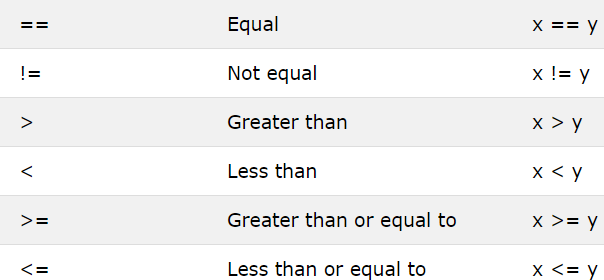 == Equal x == y
!= Not equal x != y
> Greater than x > y
< Less than x < y
>= Greater than or equal to x >= y
<= Less than or equal to x <= y